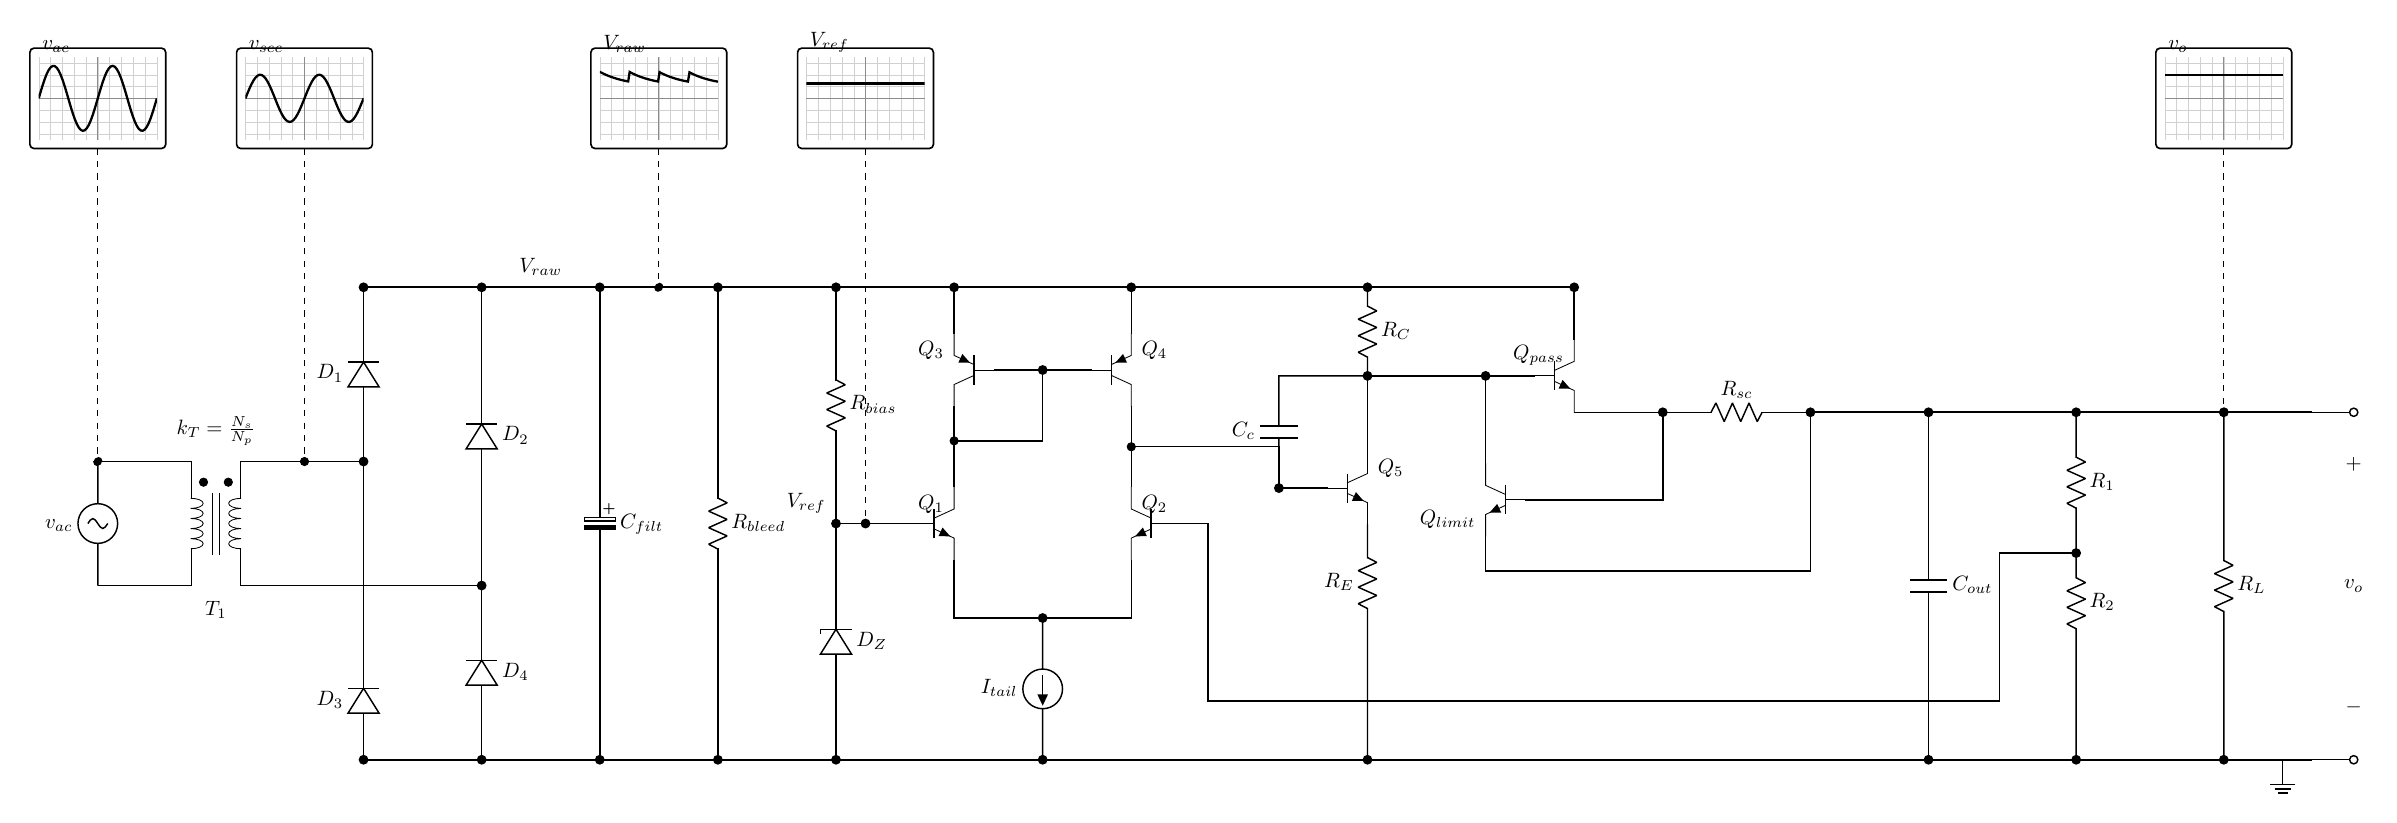 v_ac
v_sec
V_raw
V_ref
v_o
V_raw
Q_3
Q_4
R_C
Q_pass
D_1
R_sc
R_bias
k_T = N_s/N_p
D_2
C_c
+
Q_5
R_1
V_ref
Q_1
Q_2
+
v_ac
C_filt
R_bleed
Q_limit
R_E
C_out
R_L
v_o
T_1
R_2
D_Z
D_4
I_tail
D_3
−